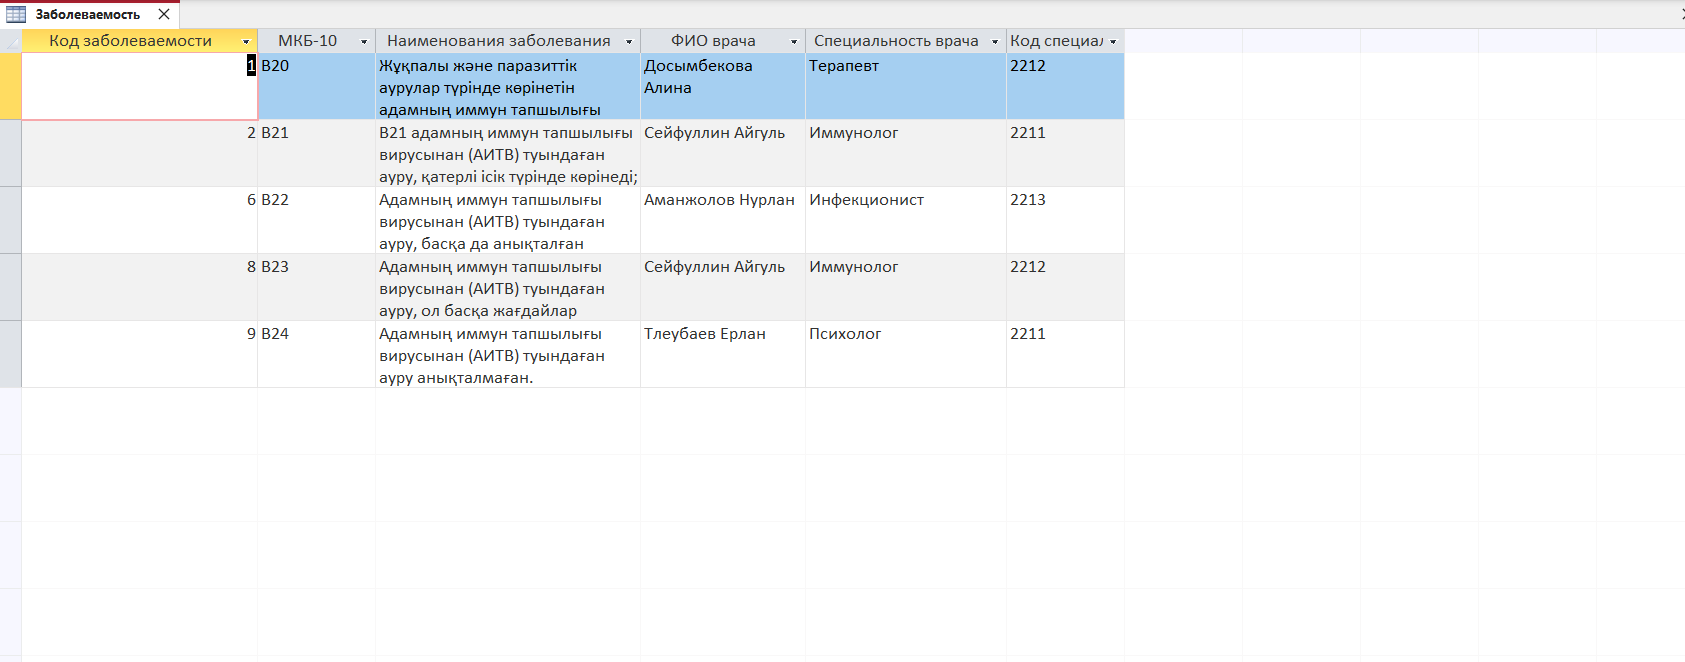 Заболеваемость
Код заболеваемости МКБ-10 Наименования заболевания ФИО врача Специальность врача Код специал
1 B20 Жұқпалы және паразиттік Досымбекова Терапевт 2212
аурулар түрінде көрінетін Алина
адамның иммун тапшылығы
2 B21 B21 адамның иммун тапшылығы Сейфуллин Айгуль Иммунолог 2211
вирусынан (АИТВ) туындаған
ауру, қатерлі ісік түрінде көрінеді;
6 B22 Адамның иммун тапшылығы Аманжолов Нурлан Инфекционист 2213
вирусынан (АИТВ) туындаған
ауру, басқа да анықталған
8 B23 Адамның иммун тапшылығы Сейфуллин Айгуль Иммунолог 2212
вирусынан (АИТВ) туындаған
ауру, ол басқа жағдайлар
9 B24 Адамның иммун тапшылығы Тлеубаев Ерлан Психолог 2211
вирусынан (АИТВ) туындаған
ауру анықталмаған.